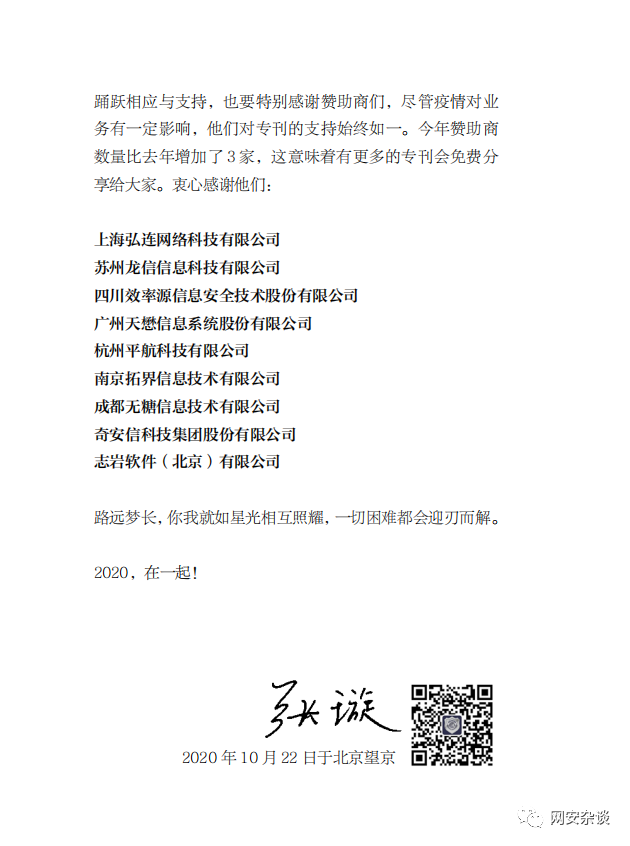 踊跃相应与支持，也要特别感谢赞助商们，尽管疫情对业
务有一定影响，他们对专刊的支持始终如一。今年赞助商
数量比去年增加了3家，这意味着有更多的专刊会免费分
享给大家。衷心感谢他们：
上海弘连网络科技有限公司
苏州龙信信息科技有限公司
四川效率源信息安全技术股份有限公司
广州天懋信息系统股份有限公司
杭州平航科技有限公司
南京拓界信息技术有限公司
成都无糖信息技术有限公司
奇安信科技集团股份有限公司
志岩软件（北京）有限公司
路远梦长，你我就如星光相互照耀，一切困难都会迎刃而解。
2020，在一起！
张璇
2020年10月22日于北京望京
网安杂谈